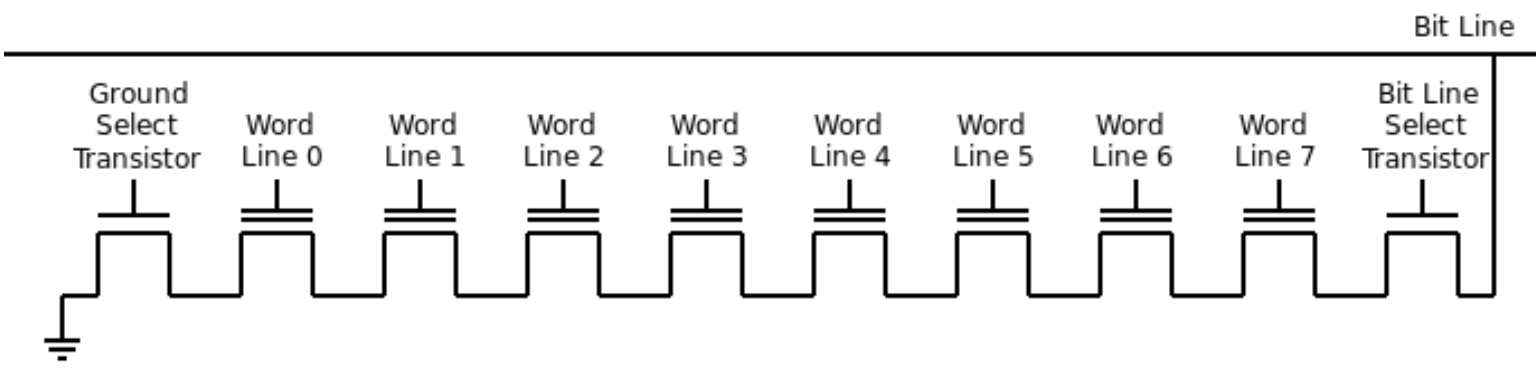 Bit Line
Ground
Select
Transistor
Word
Line 0
Word
Line 1
Word
Line 2
Word
Line 3
Word
Line 4
Word
Line 5
Word
Line 6
Word
Line 7
Bit Line
Select
Transistor